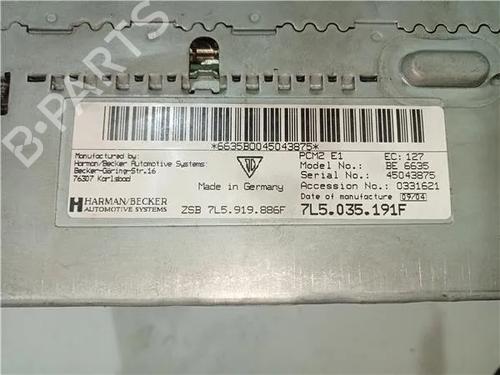 B-PARTS
*6635BD045043875*
Manufactured by:
Harman/Becker Automotive Systems:
Becker-Göring-Str.16
76307 Karlsbad
Made in Germany
PCM2 E1 EC: 127
Model No.: BE 6635
Serial No.: 45043875
Accession No.: 0331621
Date of manufacture 09/04
HARMAN/BECKER
AUTOMOTIVE SYSTEMS
ZSB 7L5.919.886F
7L5.035.191F